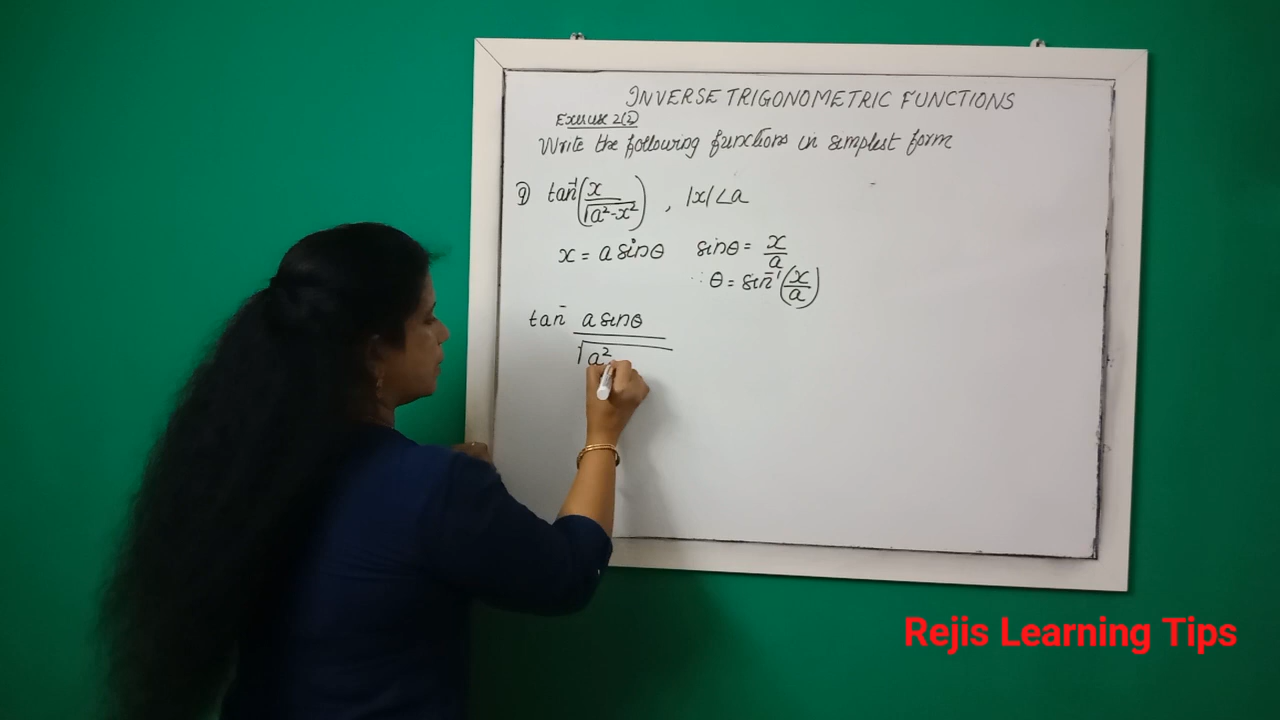 INVERSE TRIGONOMETRIC FUNCTIONS
Exercise 2(2)
Write the following functions in simplest form
9) tan⁻¹(x/√a²-x²), |x|<a
x = a sinθ sinθ = x/a
∴ θ = sin⁻¹(x/a)
tan⁻ a sinθ
√a²
Rejis Learning Tips